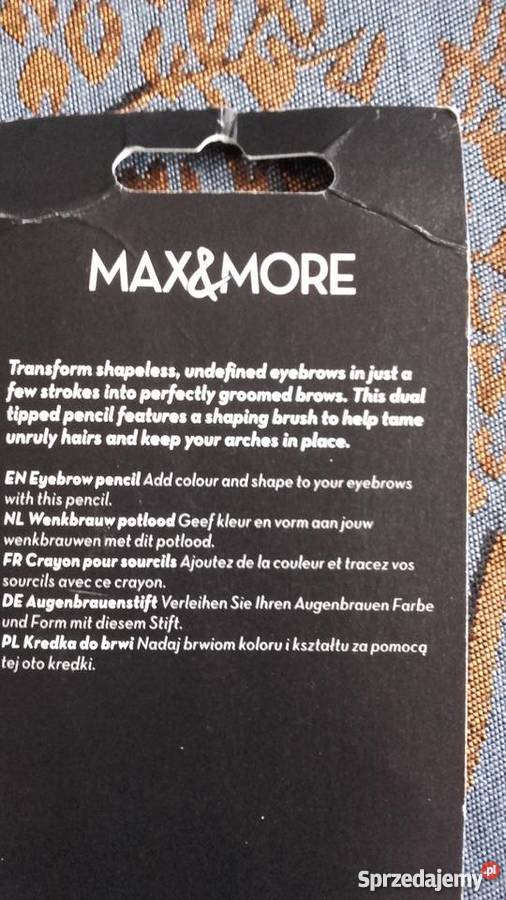 MAX&MORE
Transform shapeless, undefined eyebrows in just a
few strokes into perfectly groomed brows. This dual
tipped pencil features a shaping brush to help tame
unruly hairs and keep your arches in place.
EN Eyebrow pencil Add colour and shape to your eyebrows
with this pencil.
NL Wenkbrauw potlood Geef kleur en vorm aan jouw
wenkbrauwen met dit potlood.
FR Crayon pour sourcils Ajoutez de la couleur et tracez vos
sourcils avec ce crayon.
DE Augenbrauenstift Verleihen Sie Ihren Augenbrauen Farbe
und Form mit diesem Stift.
PL Kredka do brwi Nadaj brwiom koloru i kształtu za pomocą
tej oto kredki.
Sprzedajemy.pl